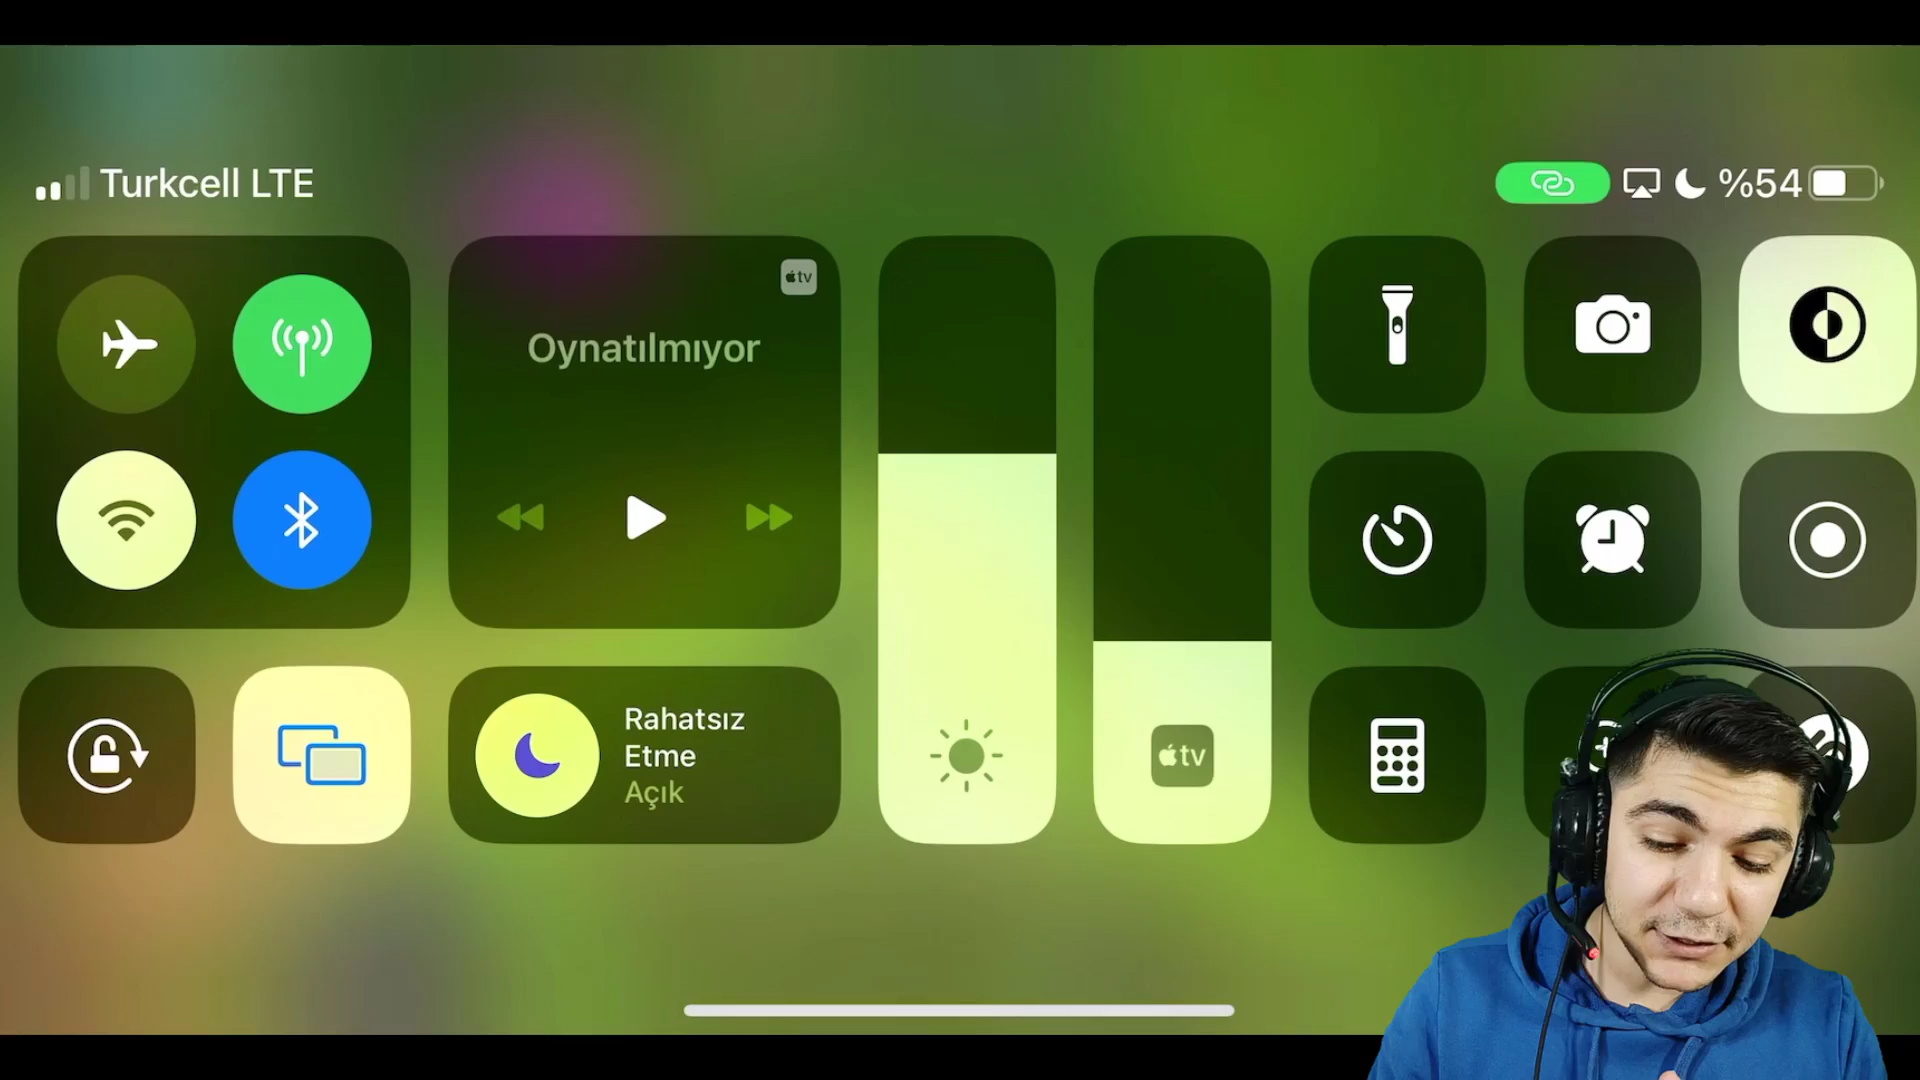 Turkcell LTE
%54
tv
Oynatılmıyor
Rahatsız
Etme
Açık
tv